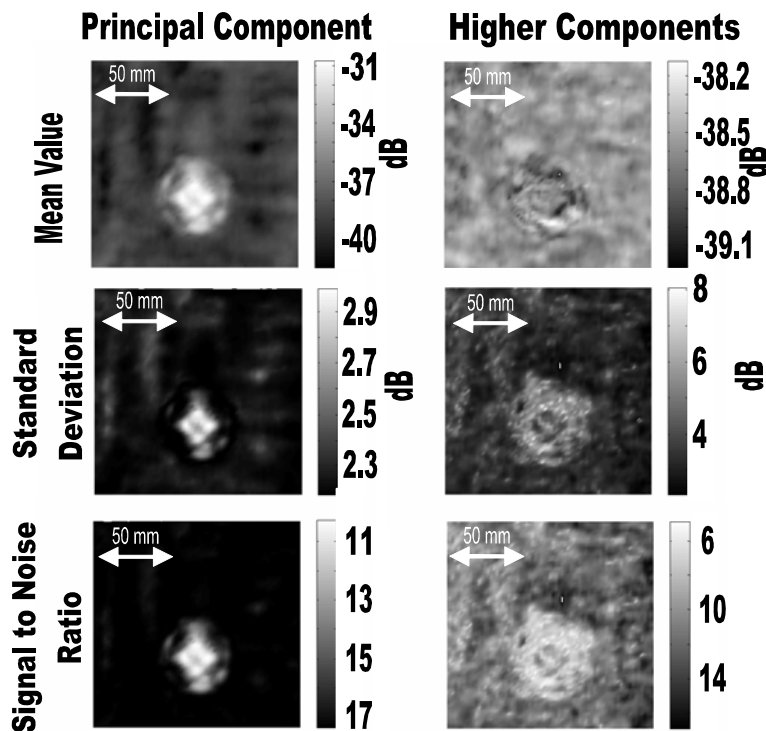 Principal Component
Higher Components
Mean Value
50 mm
-31
-34
-37
-40
dB
50 mm
-38.2
-38.5
-38.8
-39.1
dB
Standard
Deviation
50 mm
2.9
2.7
2.5
2.3
dB
50 mm
8
6
4
dB
Signal to Noise
Ratio
50 mm
11
13
15
17
50 mm
6
10
14